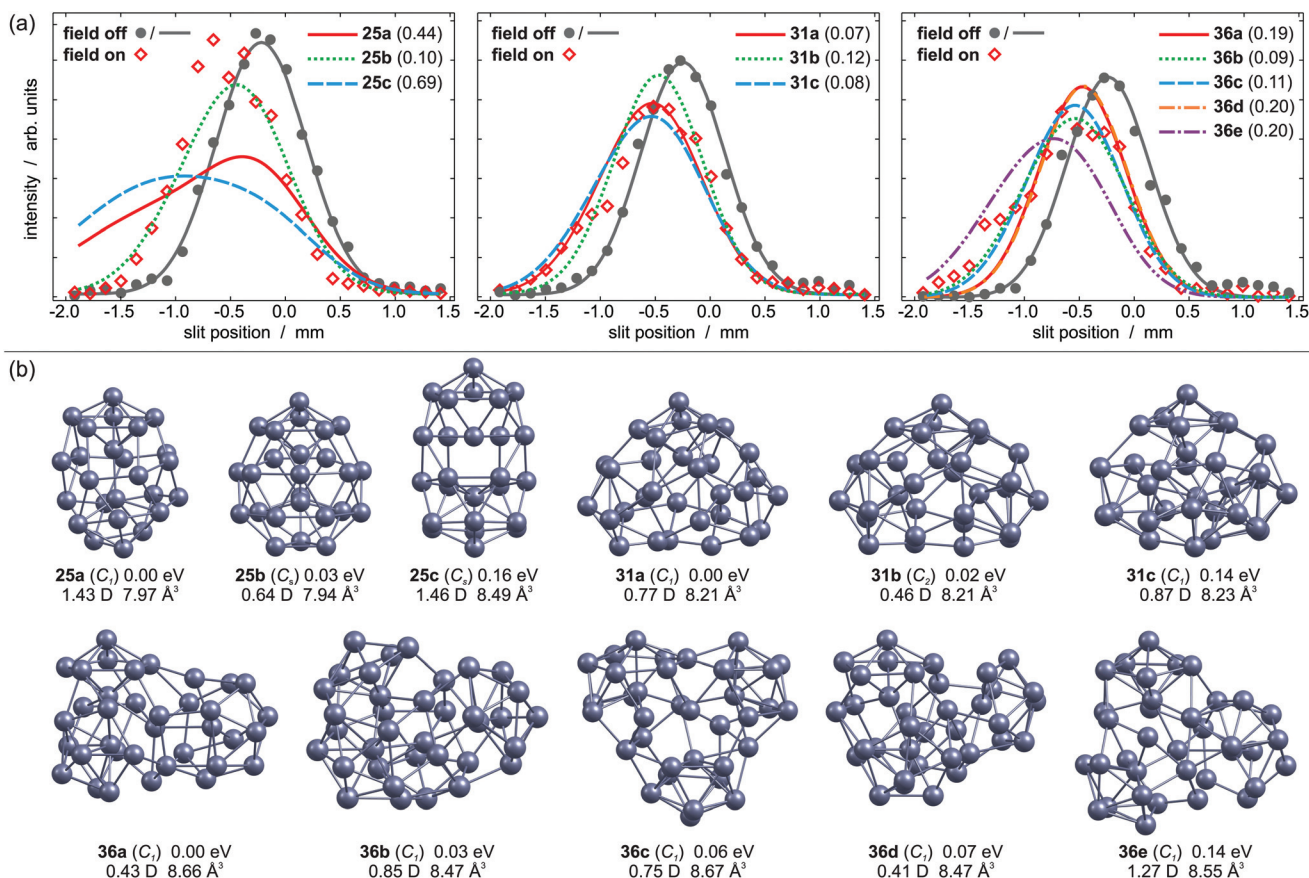 (a)
field off / 
field on
25a (0.44)
25b (0.10)
25c (0.69)
intensity / arb. units
-2.0 -1.5 -1.0 -0.5 0.0 0.5 1.0 1.5
slit position / mm
field off / 
field on
31a (0.07)
31b (0.12)
31c (0.08)
-2.0 -1.5 -1.0 -0.5 0.0 0.5 1.0 1.5
slit position / mm
field off / 
field on
36a (0.19)
36b (0.09)
36c (0.11)
36d (0.20)
36e (0.20)
-2.0 -1.5 -1.0 -0.5 0.0 0.5 1.0 1.5
slit position / mm
(b)
25a (C₁) 0.00 eV
1.43 D 7.97 Å³
25b (Cₛ) 0.03 eV
0.64 D 7.94 Å³
25c (Cₛ) 0.16 eV
1.46 D 8.49 Å³
31a (C₁) 0.00 eV
0.77 D 8.21 Å³
31b (C₂) 0.02 eV
0.46 D 8.21 Å³
31c (C₁) 0.14 eV
0.87 D 8.23 Å³
36a (C₁) 0.00 eV
0.43 D 8.66 Å³
36b (C₁) 0.03 eV
0.85 D 8.47 Å³
36c (C₁) 0.06 eV
0.75 D 8.67 Å³
36d (C₁) 0.07 eV
0.41 D 8.47 Å³
36e (C₁) 0.14 eV
1.27 D 8.55 Å³